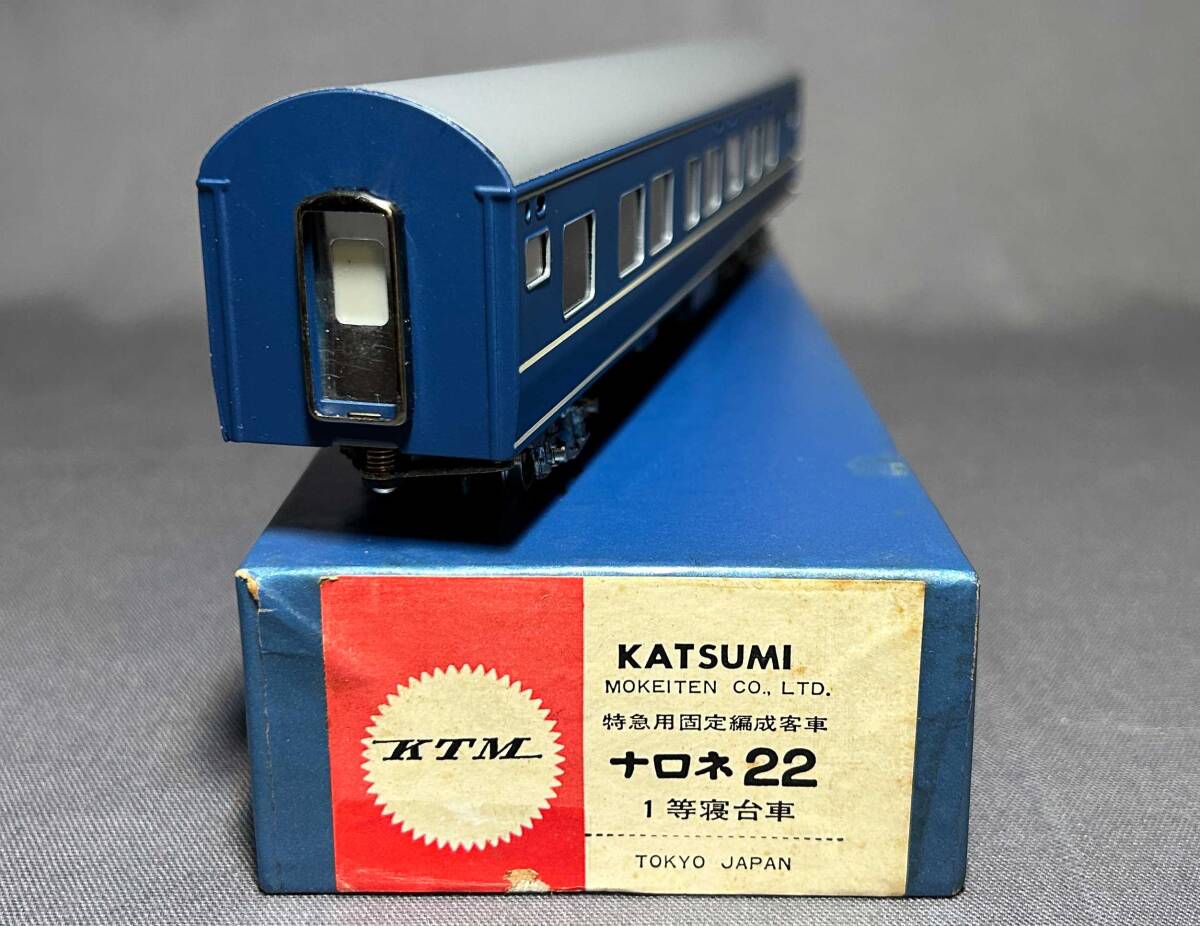 KTM
KATSUMI
MOKEITEN CO., LTD.
特急用固定編成客車
ナロネ22
1等寝台車
TOKYO JAPAN